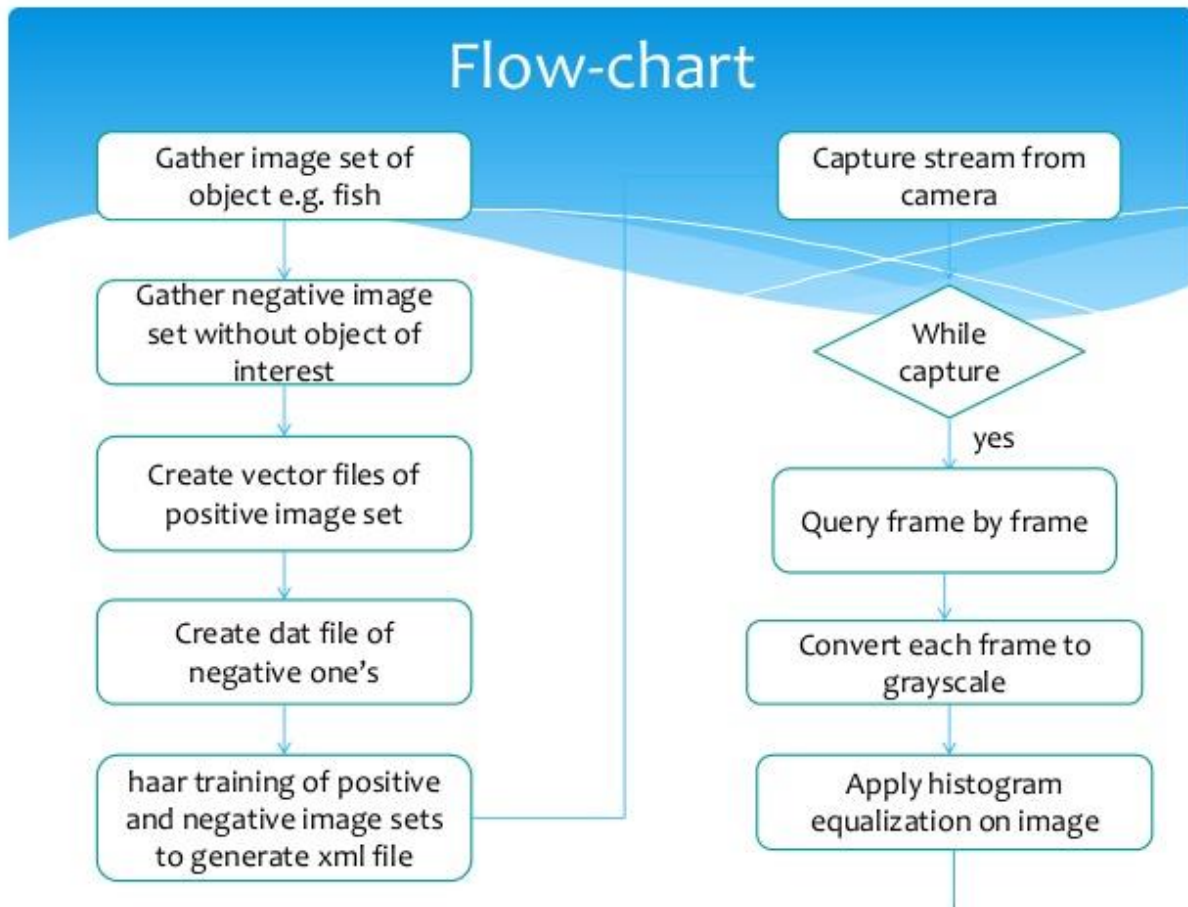 Flow-chart
Gather image set of
object e.g. fish
Gather negative image
set without object of
interest
Create vector files of
positive image set
Create dat file of
negative one's
haar training of positive
and negative image sets
to generate xml file
Capture stream from
camera
While
capture
yes
Query frame by frame
Convert each frame to
grayscale
Apply histogram
equalization on image